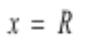 x = R